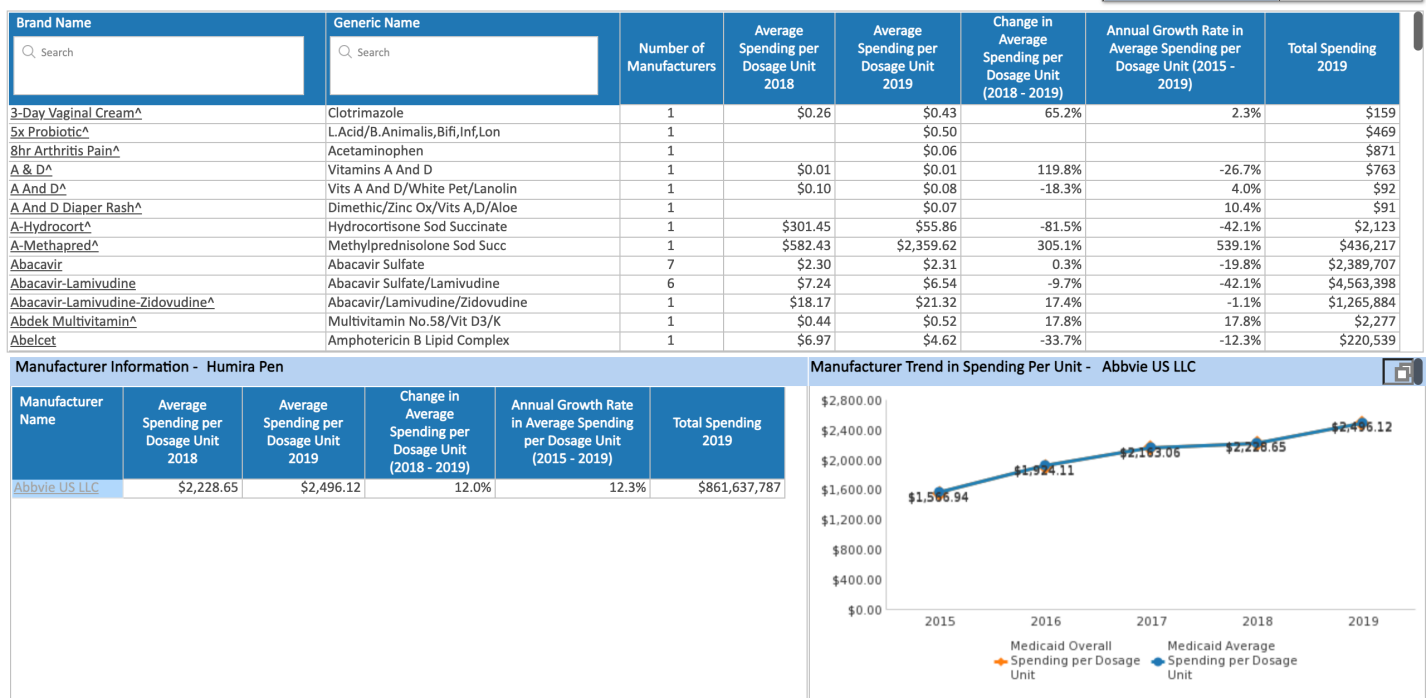 Brand Name
Search
Generic Name
Search
Number of
Manufacturers
Average
Spending per
Dosage Unit
2018
Average
Spending per
Dosage Unit
2019
Change in
Average
Spending per
Dosage Unit
(2018 - 2019)
Annual Growth Rate in
Average Spending per
Dosage Unit (2015 -
2019)
Total Spending
2019
3-Day Vaginal Cream^ Clotrimazole 1 $0.26 $0.43 65.2% 2.3% $159
5x Probiotic^ L.Acid/B.Animalis,Bifi,Inf,Lon 1 $0.50 $469
8hr Arthritis Pain^ Acetaminophen 1 $0.06 $871
A & D^ Vitamins A And D 1 $0.01 $0.01 119.8% -26.7% $763
A And D^ Vits A And D/White Pet/Lanolin 1 $0.10 $0.08 -18.3% 4.0% $92
A And D Diaper Rash^ Dimethic/Zinc Ox/Vits A,D/Aloe 1 $0.07 10.4% $91
A-Hydrocort^ Hydrocortisone Sod Succinate 1 $301.45 $55.86 -81.5% -42.1% $2,123
A-Methapred^ Methylprednisolone Sod Succ 1 $582.43 $2,359.62 305.1% 539.1% $436,217
Abacavir Abacavir Sulfate 7 $2.30 $2.31 0.3% -19.8% $2,389,707
Abacavir-Lamivudine Abacavir Sulfate/Lamivudine 6 $7.24 $6.54 -9.7% -42.1% $4,563,398
Abacavir-Lamivudine-Zidovudine^ Abacavir/Lamivudine/Zidovudine 1 $18.17 $21.32 17.4% -1.1% $1,265,884
Abdek Multivitamin^ Multivitamin No.58/Vit D3/K 1 $0.44 $0.52 17.8% 17.8% $2,277
Abelcet Amphotericin B Lipid Complex 1 $6.97 $4.62 -33.7% -12.3% $220,539
Manufacturer Information - Humira Pen
Manufacturer
Name
Average
Spending per
Dosage Unit
2018
Average
Spending per
Dosage Unit
2019
Change in
Average
Spending per
Dosage Unit
(2018 - 2019)
Annual Growth Rate
in Average Spending
per Dosage Unit
(2015 - 2019)
Total Spending
2019
Abbvie US LLC $2,228.65 $2,496.12 12.0% 12.3% $861,637,787
Manufacturer Trend in Spending Per Unit - Abbvie US LLC
$2,800.00
$2,400.00
$2,000.00
$1,600.00
$1,200.00
$800.00
$400.00
$0.00
$1,566.94
$1,924.11
$2,163.06
$2,228.65
$2,496.12
2015 2016 2017 2018 2019
Medicaid Overall
Spending per Dosage
Unit
Medicaid Average
Spending per Dosage
Unit